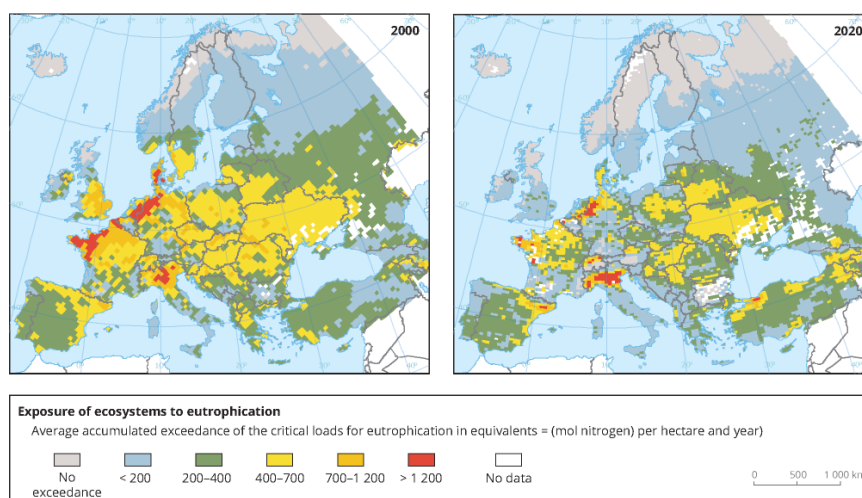 2000
2020
Exposure of ecosystems to eutrophication
Average accumulated exceedance of the critical loads for eutrophication in equivalents = (mol nitrogen) per hectare and year)
No exceedance
< 200
200–400
400–700
700–1 200
> 1 200
No data
0 500 1 000 km